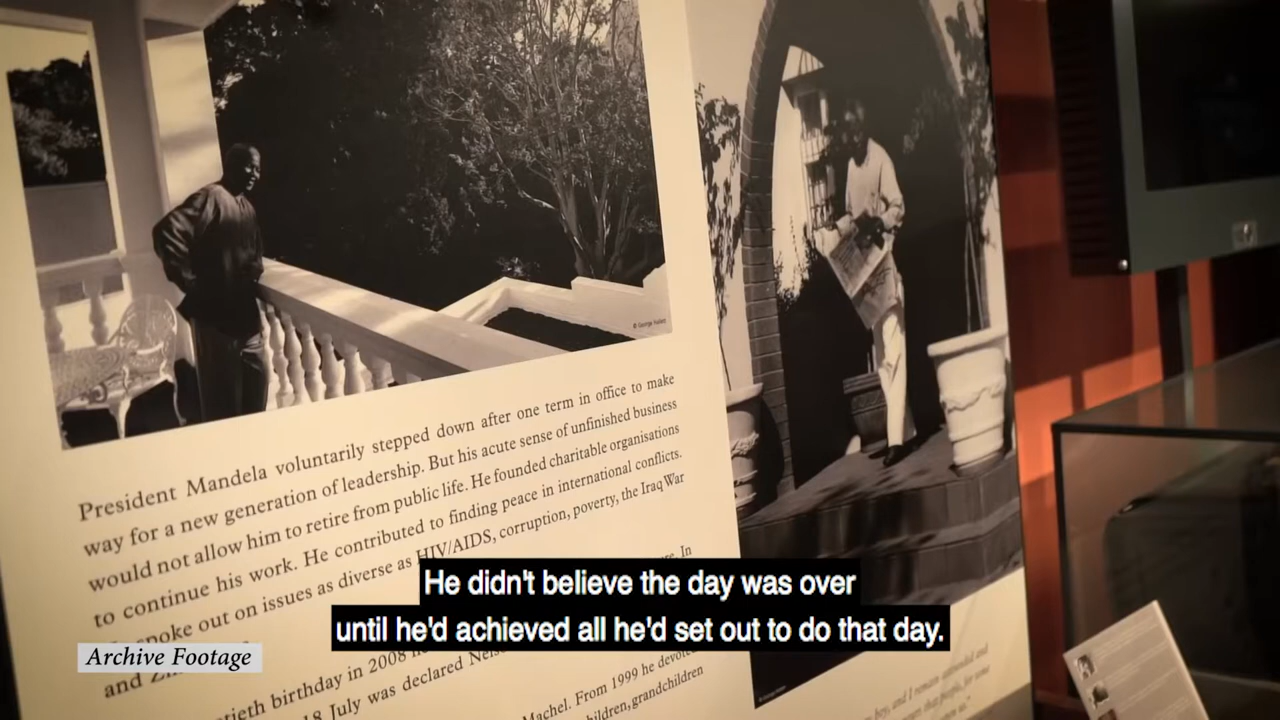 © George Hallett
President Mandela voluntarily stepped down after one term in office to make
way for a new generation of leadership. But his acute sense of unfinished business
would not allow him to retire from public life. He founded charitable organisations
to continue his work. He contributed to finding peace in international conflicts.
spoke out on issues as diverse as HIV/AIDS, corruption, poverty, the Iraq War
and
In
birthday in 2008
July was declared
Machel. From 1999 he devoted
children, grandchildren
He didn't believe the day was over
until he'd achieved all he'd set out to do that day.
Archive Footage